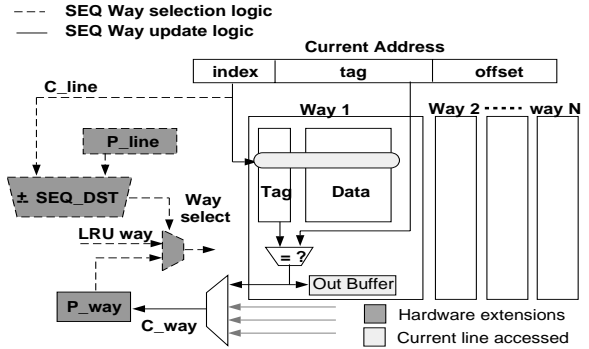 SEQ Way selection logic
SEQ Way update logic
Current Address
index tag offset
C_line
Way 1 Way 2 way N
P_line
± SEQ_DST
Tag Data
Way select
LRU way
= ?
Out Buffer
P_way
C_way
Hardware extensions
Current line accessed